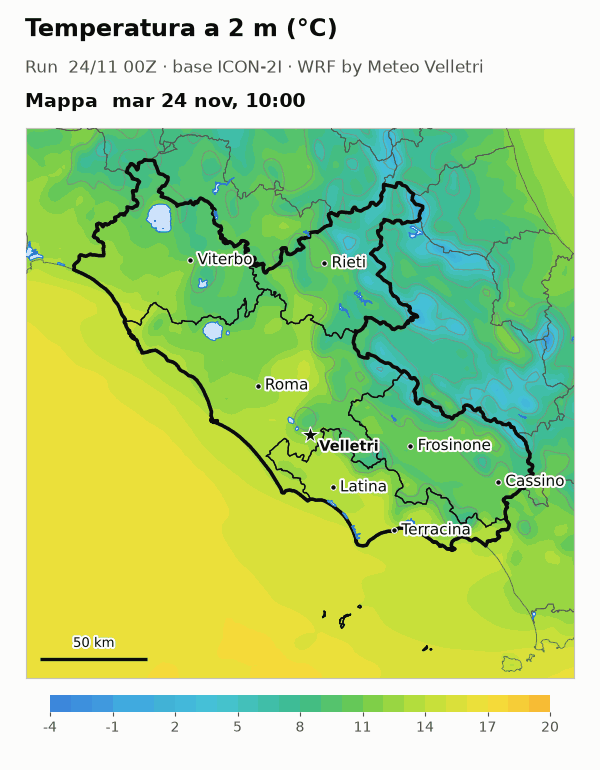 Temperatura a 2 m (°C)
Run  24/11 00Z · base ICON-2I · WRF by Meteo Velletri
Mappa  mar 24 nov, 10:00
Viterbo
Rieti
Roma
Velletri
Frosinone
Cassino
Latina
Terracina
50 km
-4 -1 2 5 8 11 14 17 20